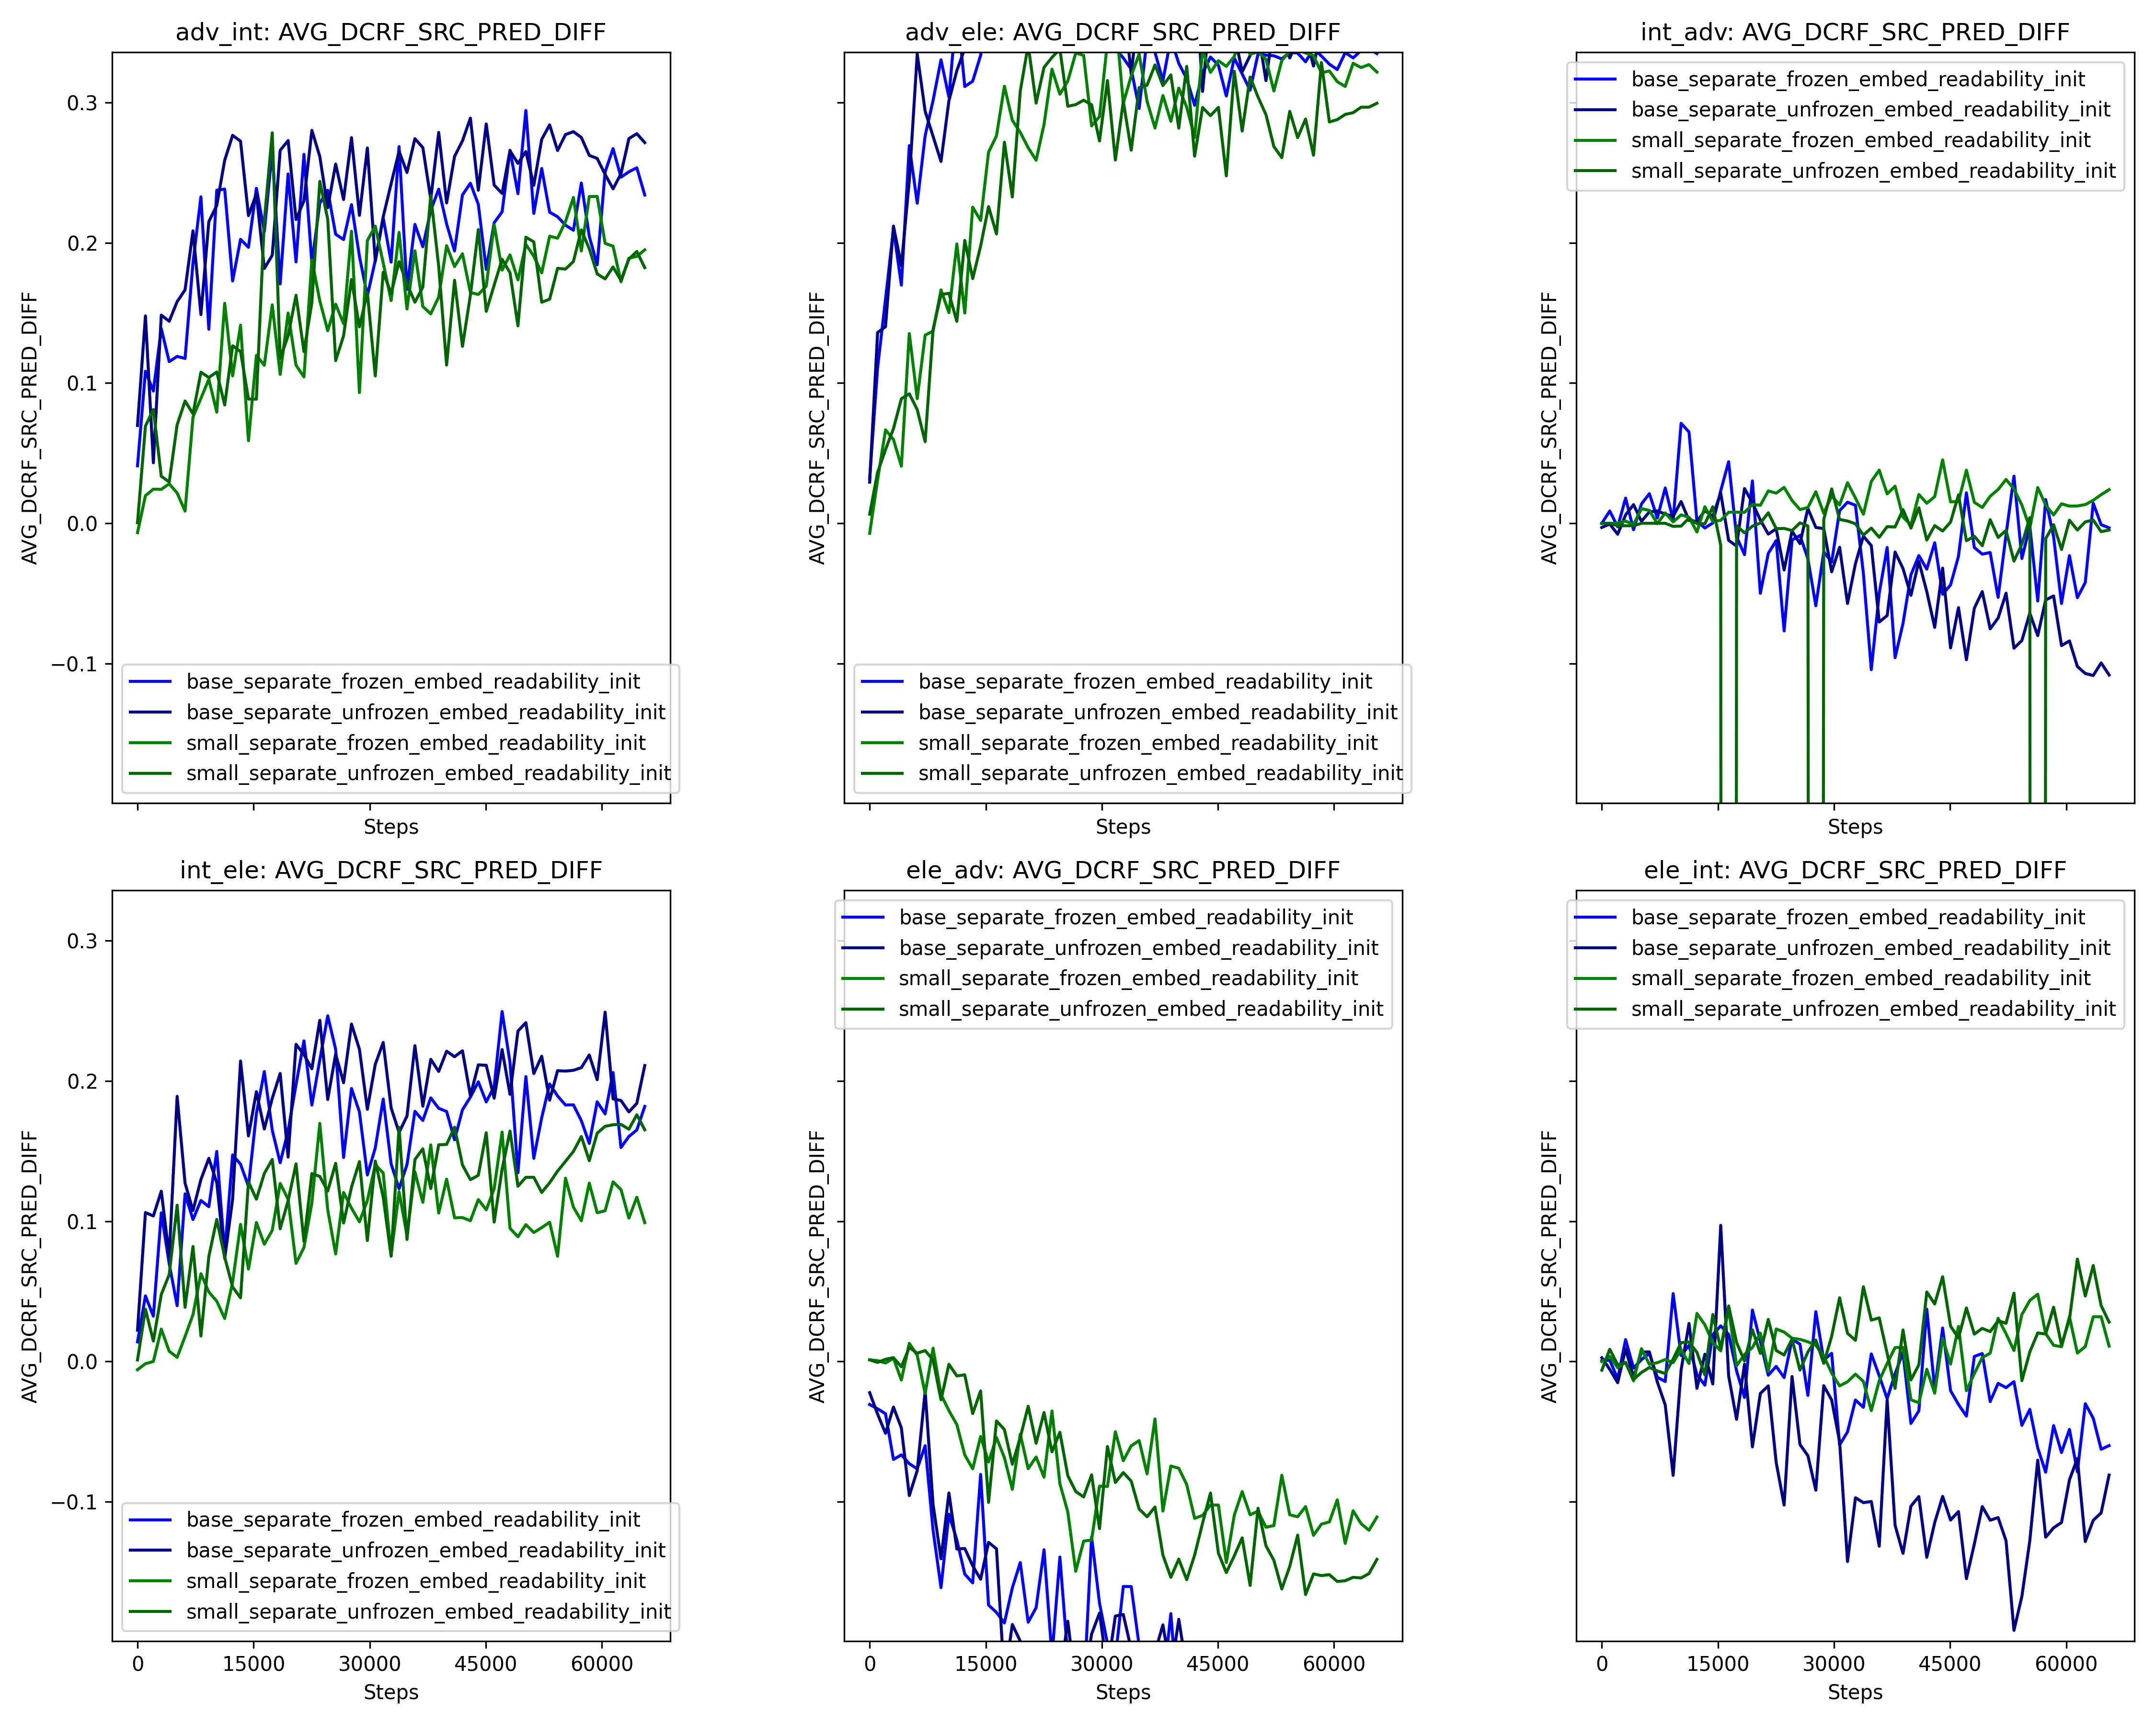 adv_int: AVG_DCRF_SRC_PRED_DIFF
AVG_DCRF_SRC_PRED_DIFF
0.3
0.2
0.1
0.0
−0.1
base_separate_frozen_embed_readability_init
base_separate_unfrozen_embed_readability_init
small_separate_frozen_embed_readability_init
small_separate_unfrozen_embed_readability_init
Steps
adv_ele: AVG_DCRF_SRC_PRED_DIFF
AVG_DCRF_SRC_PRED_DIFF
base_separate_frozen_embed_readability_init
base_separate_unfrozen_embed_readability_init
small_separate_frozen_embed_readability_init
small_separate_unfrozen_embed_readability_init
Steps
int_adv: AVG_DCRF_SRC_PRED_DIFF
AVG_DCRF_SRC_PRED_DIFF
base_separate_frozen_embed_readability_init
base_separate_unfrozen_embed_readability_init
small_separate_frozen_embed_readability_init
small_separate_unfrozen_embed_readability_init
Steps
int_ele: AVG_DCRF_SRC_PRED_DIFF
AVG_DCRF_SRC_PRED_DIFF
0.3
0.2
0.1
0.0
−0.1
base_separate_frozen_embed_readability_init
base_separate_unfrozen_embed_readability_init
small_separate_frozen_embed_readability_init
small_separate_unfrozen_embed_readability_init
0 15000 30000 45000 60000
Steps
ele_adv: AVG_DCRF_SRC_PRED_DIFF
AVG_DCRF_SRC_PRED_DIFF
base_separate_frozen_embed_readability_init
base_separate_unfrozen_embed_readability_init
small_separate_frozen_embed_readability_init
small_separate_unfrozen_embed_readability_init
0 15000 30000 45000 60000
Steps
ele_int: AVG_DCRF_SRC_PRED_DIFF
AVG_DCRF_SRC_PRED_DIFF
base_separate_frozen_embed_readability_init
base_separate_unfrozen_embed_readability_init
small_separate_frozen_embed_readability_init
small_separate_unfrozen_embed_readability_init
0 15000 30000 45000 60000
Steps